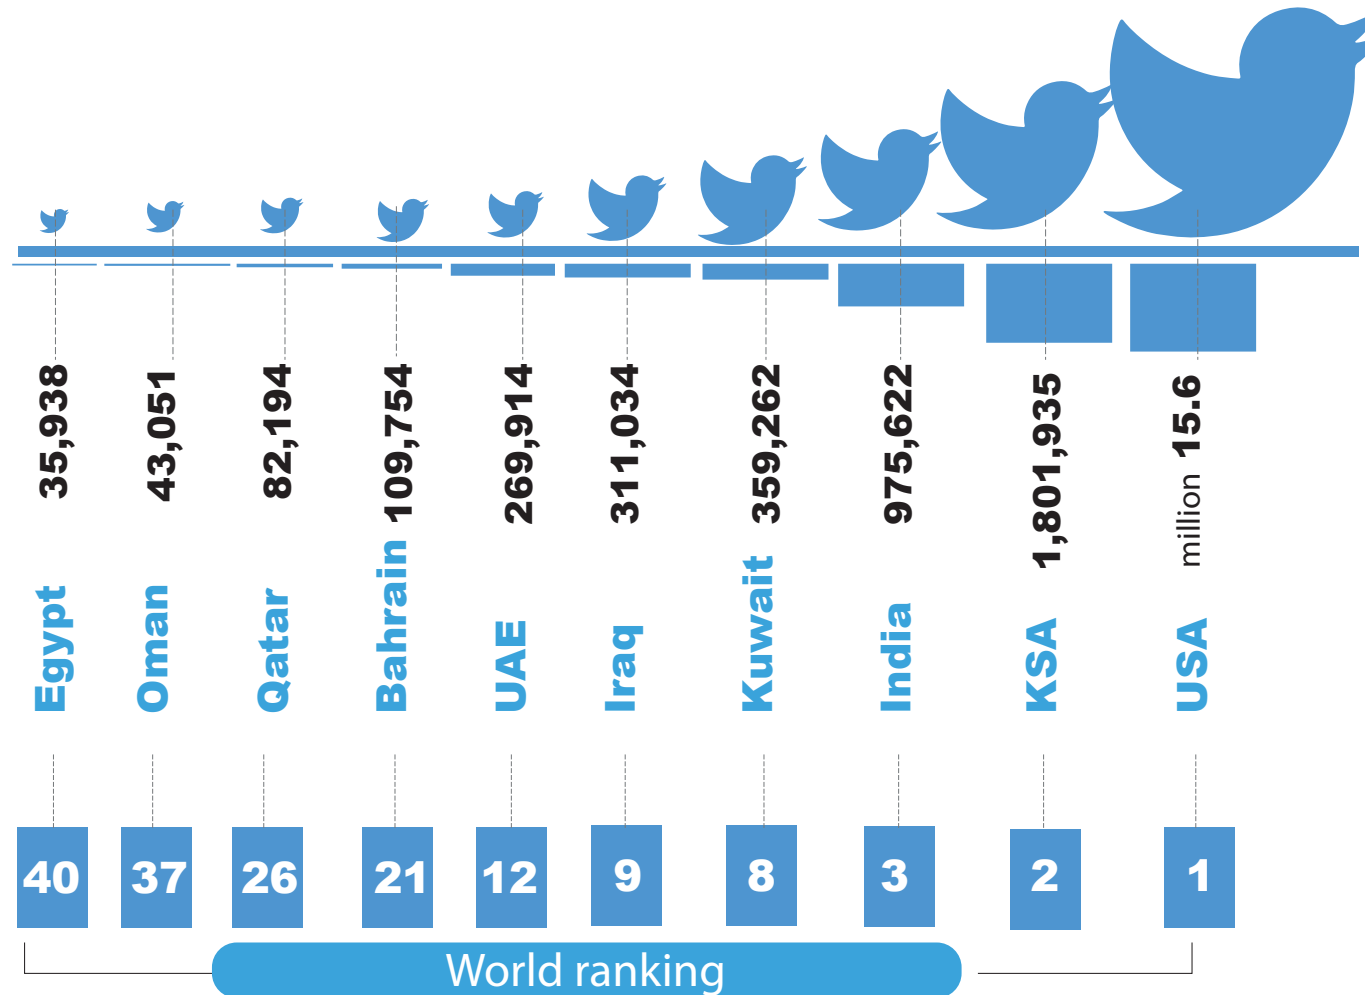 35,938
43,051
82,194
109,754
269,914
311,034
359,262
975,622
1,801,935
million 15.6
Egypt
Oman
Qatar
Bahrain
UAE
Iraq
Kuwait
India
KSA
USA
40
37
26
21
12
9
8
3
2
1
World ranking